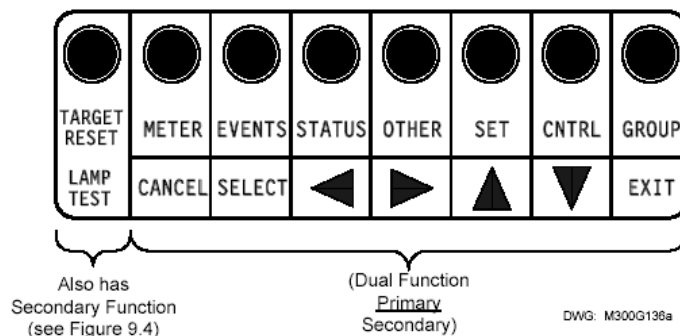 TARGET RESET METER EVENTS STATUS OTHER SET CNTRL GROUP
LAMP TEST CANCEL SELECT EXIT
Also has
Secondary Function
(see Figure 9.4)
(Dual Function
Primary
Secondary)
DWG: M300G136a